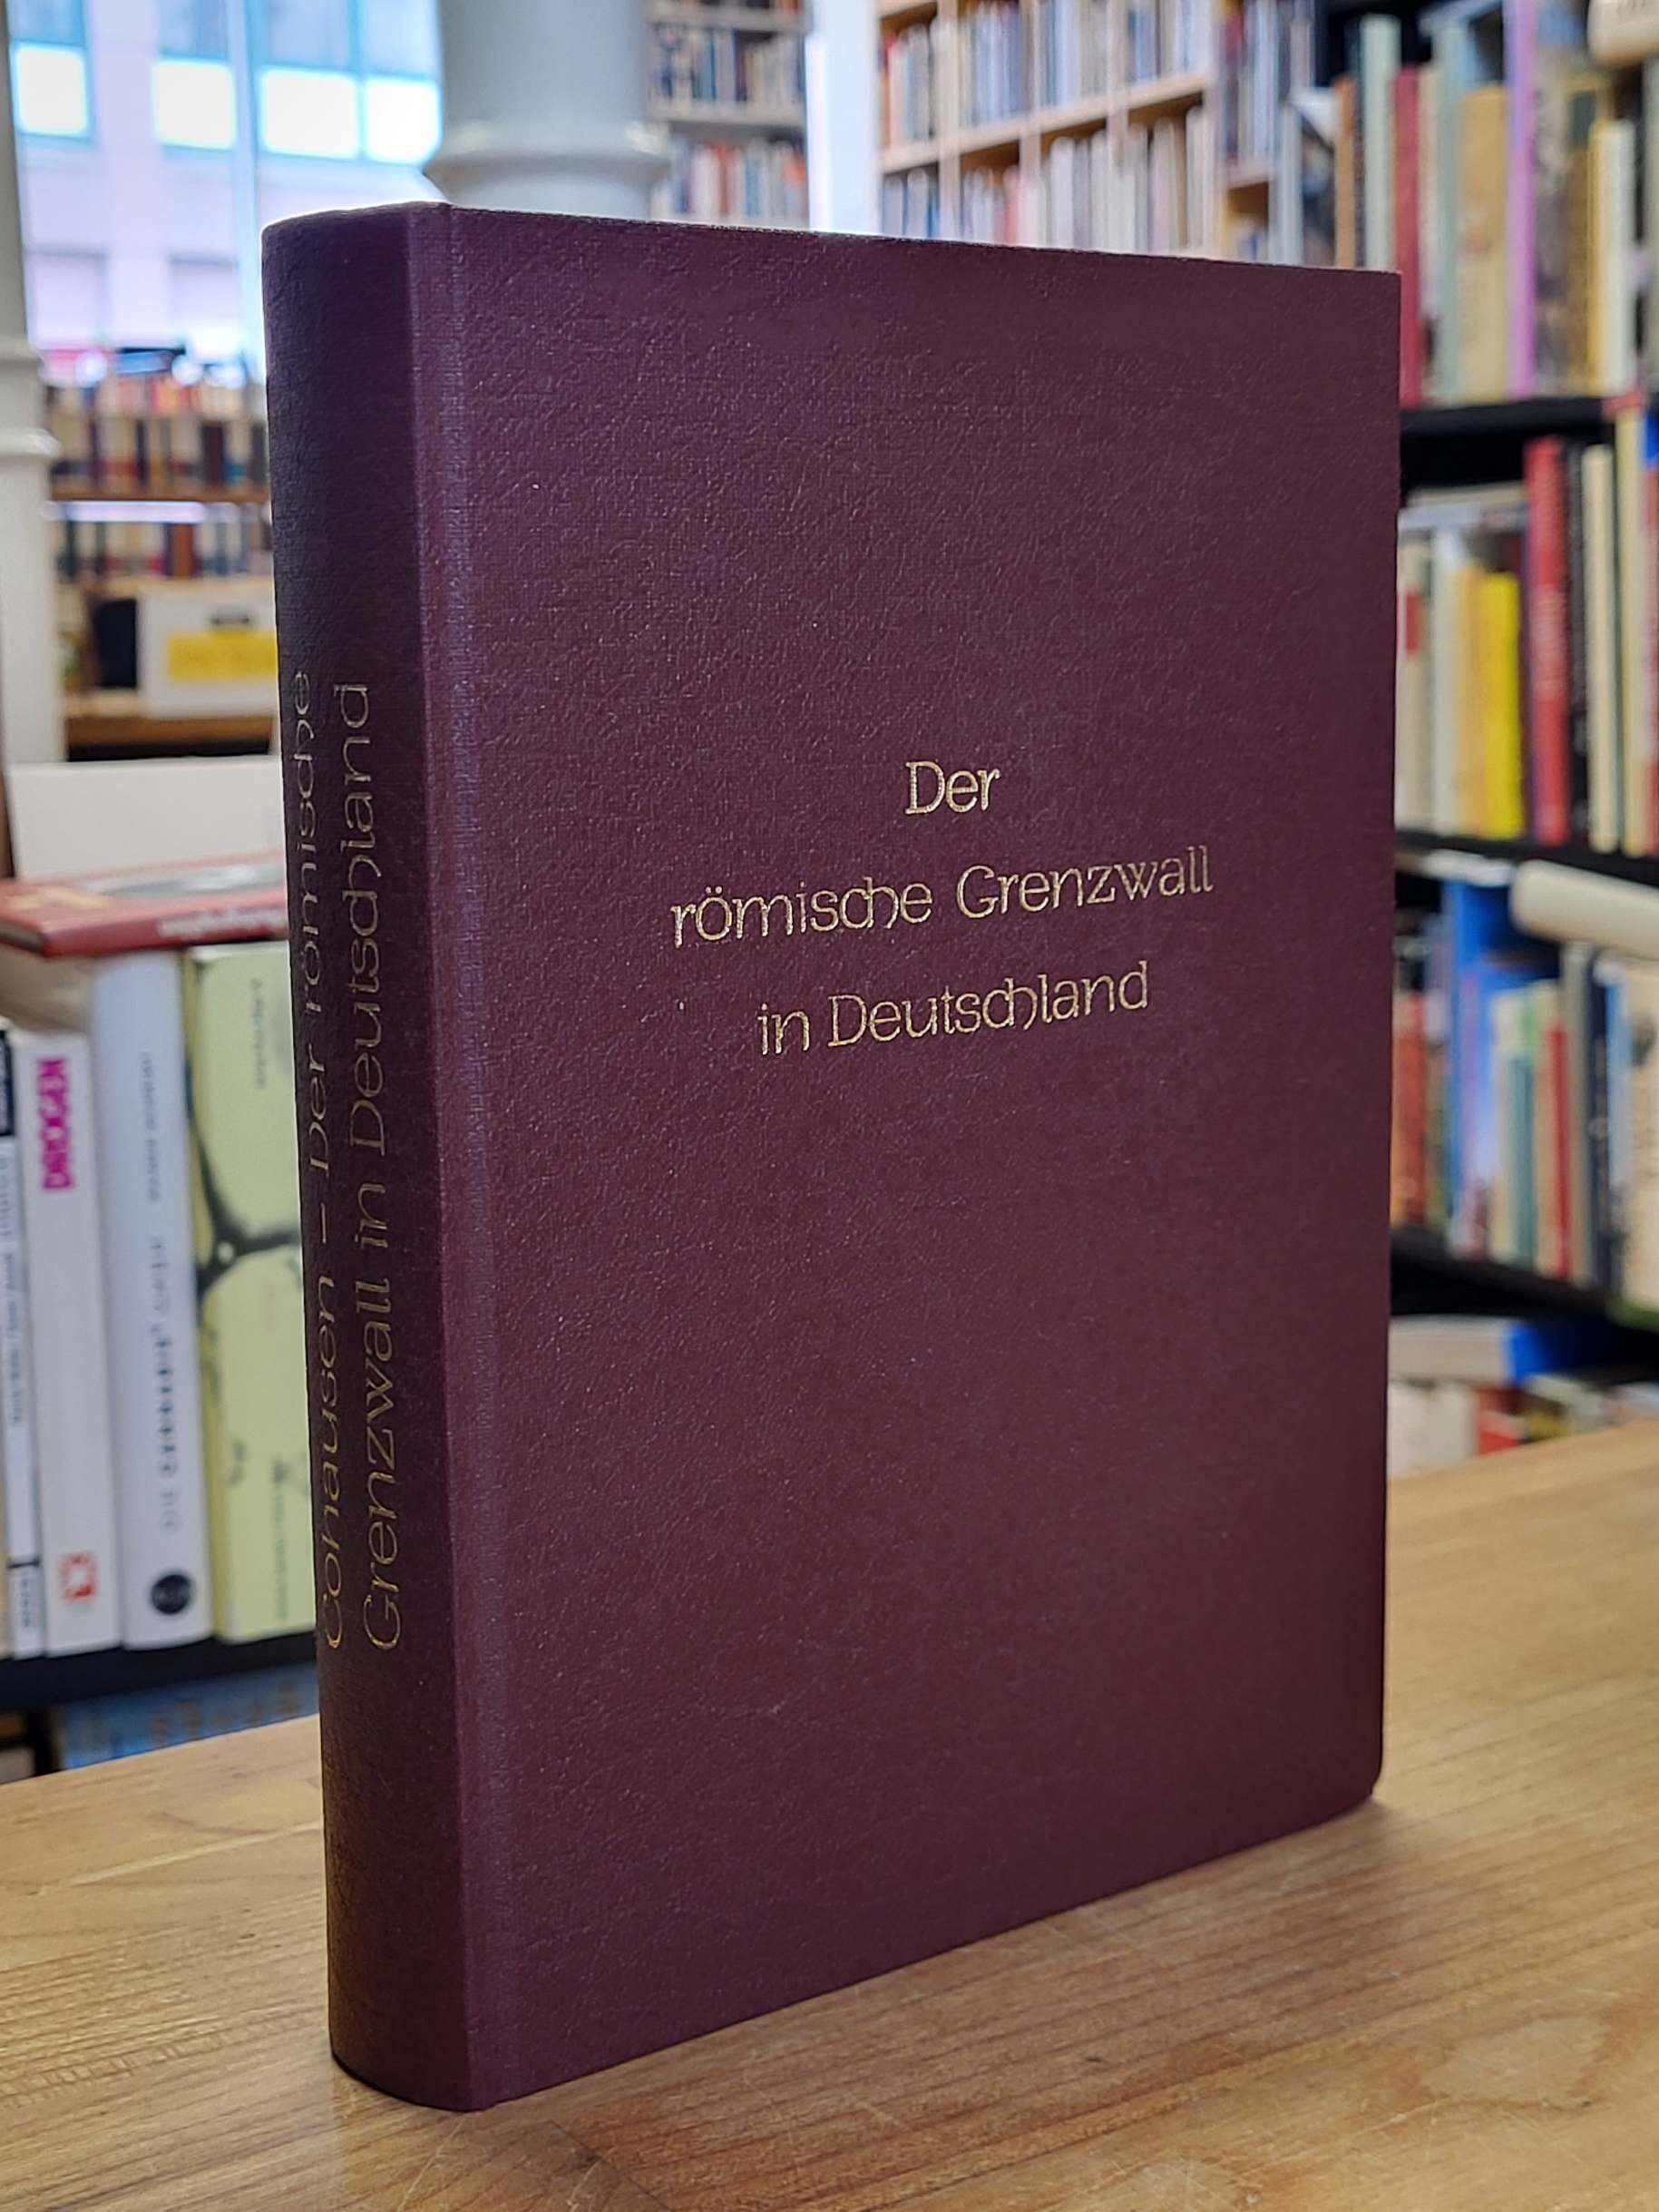 Der
römische Grenzwall
in Deutschland
Cohausen – Der römische
Grenzwall in Deutschland
DROGEN